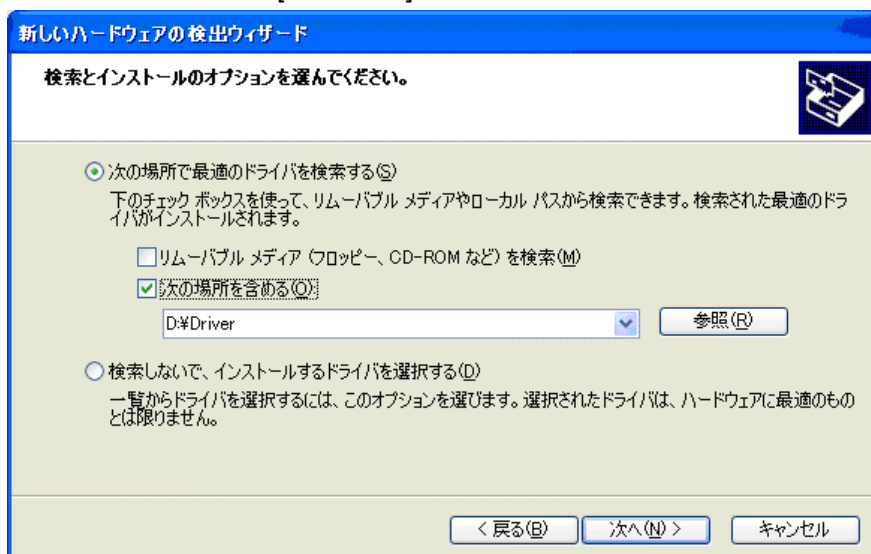 新しいハードウェアの検出ウィザード
検索とインストールのオプションを選んでください。
次の場所で最適のドライバを検索する(S)
下のチェック ボックスを使って、リムーバブル メディアやローカル パスから検索できます。検索された最適のドラ
イバがインストールされます。
リムーバブル メディア (フロッピー、CD-ROM など) を検索(M)
次の場所を含める(O):
D:¥Driver
参照(R)
検索しないで、インストールするドライバを選択する(D)
一覧からドライバを選択するには、このオプションを選びます。選択されたドライバは、ハードウェアに最適のもの
とは限りません。
< 戻る(B) 次へ(N) > キャンセル